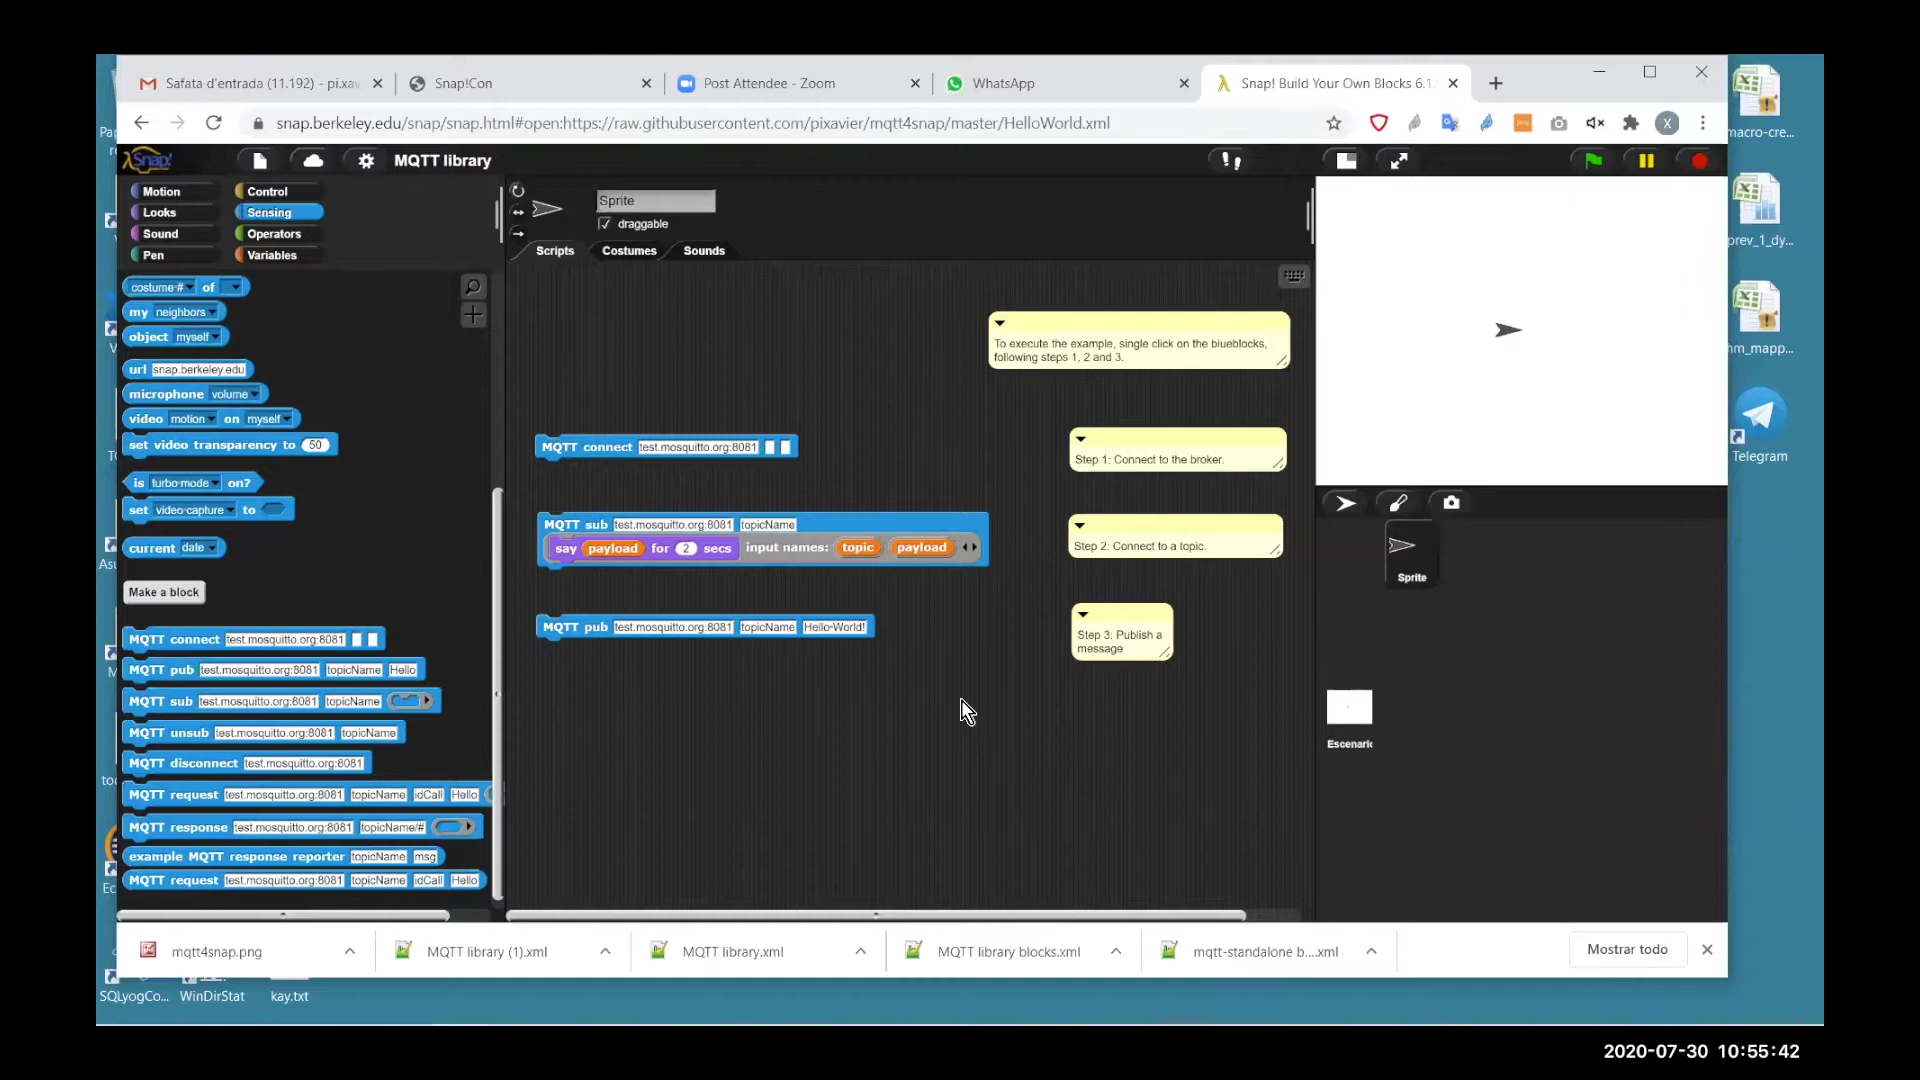 Safata d'entrada (11.192) - pi.xav
Snap!Con
Post Attendee - Zoom
WhatsApp
Snap! Build Your Own Blocks 6.1.
snap.berkeley.edu/snap/snap.html#open:https://raw.githubusercontent.com/pixavier/mqtt4snap/master/HelloWorld.xml
X
Snap!
MQTT library
Motion
Control
Looks
Sensing
Sound
Operators
Pen
Variables
Sprite
draggable
Scripts
Costumes
Sounds
costume # of
my neighbors
object myself
url snap.berkeley.edu
microphone volume
video motion on myself
set video transparency to 50
is turbo mode on?
set video capture to
current date
Make a block
MQTT connect test.mosquitto.org:8081
MQTT pub test.mosquitto.org:8081 topicName Hello
MQTT sub test.mosquitto.org:8081 topicName
MQTT unsub test.mosquitto.org:8081 topicName
MQTT disconnect test.mosquitto.org:8081
MQTT request test.mosquitto.org:8081 topicName idCall Hello
MQTT response test.mosquitto.org:8081 topicName/#
example MQTT response reporter topicName msg
MQTT request test.mosquitto.org:8081 topicName idCall Hello
To execute the example, single click on the blueblocks,
following steps 1, 2 and 3.
MQTT connect test.mosquitto.org:8081
Step 1: Connect to the broker.
MQTT sub test.mosquitto.org:8081 topicName
say payload for 2 secs input names: topic payload
Step 2: Connect to a topic.
MQTT pub test.mosquitto.org:8081 topicName Hello World!
Step 3: Publish a
message
Sprite
Escenari
macro-cre...
prev_1_dy...
hm_mapp...
Telegram
mqtt4snap.png
MQTT library (1).xml
MQTT library.xml
MQTT library blocks.xml
mqtt-standalone b....xml
Mostrar todo
SQLyogCo...
WinDirStat
kay.txt
2020-07-30 10:55:42